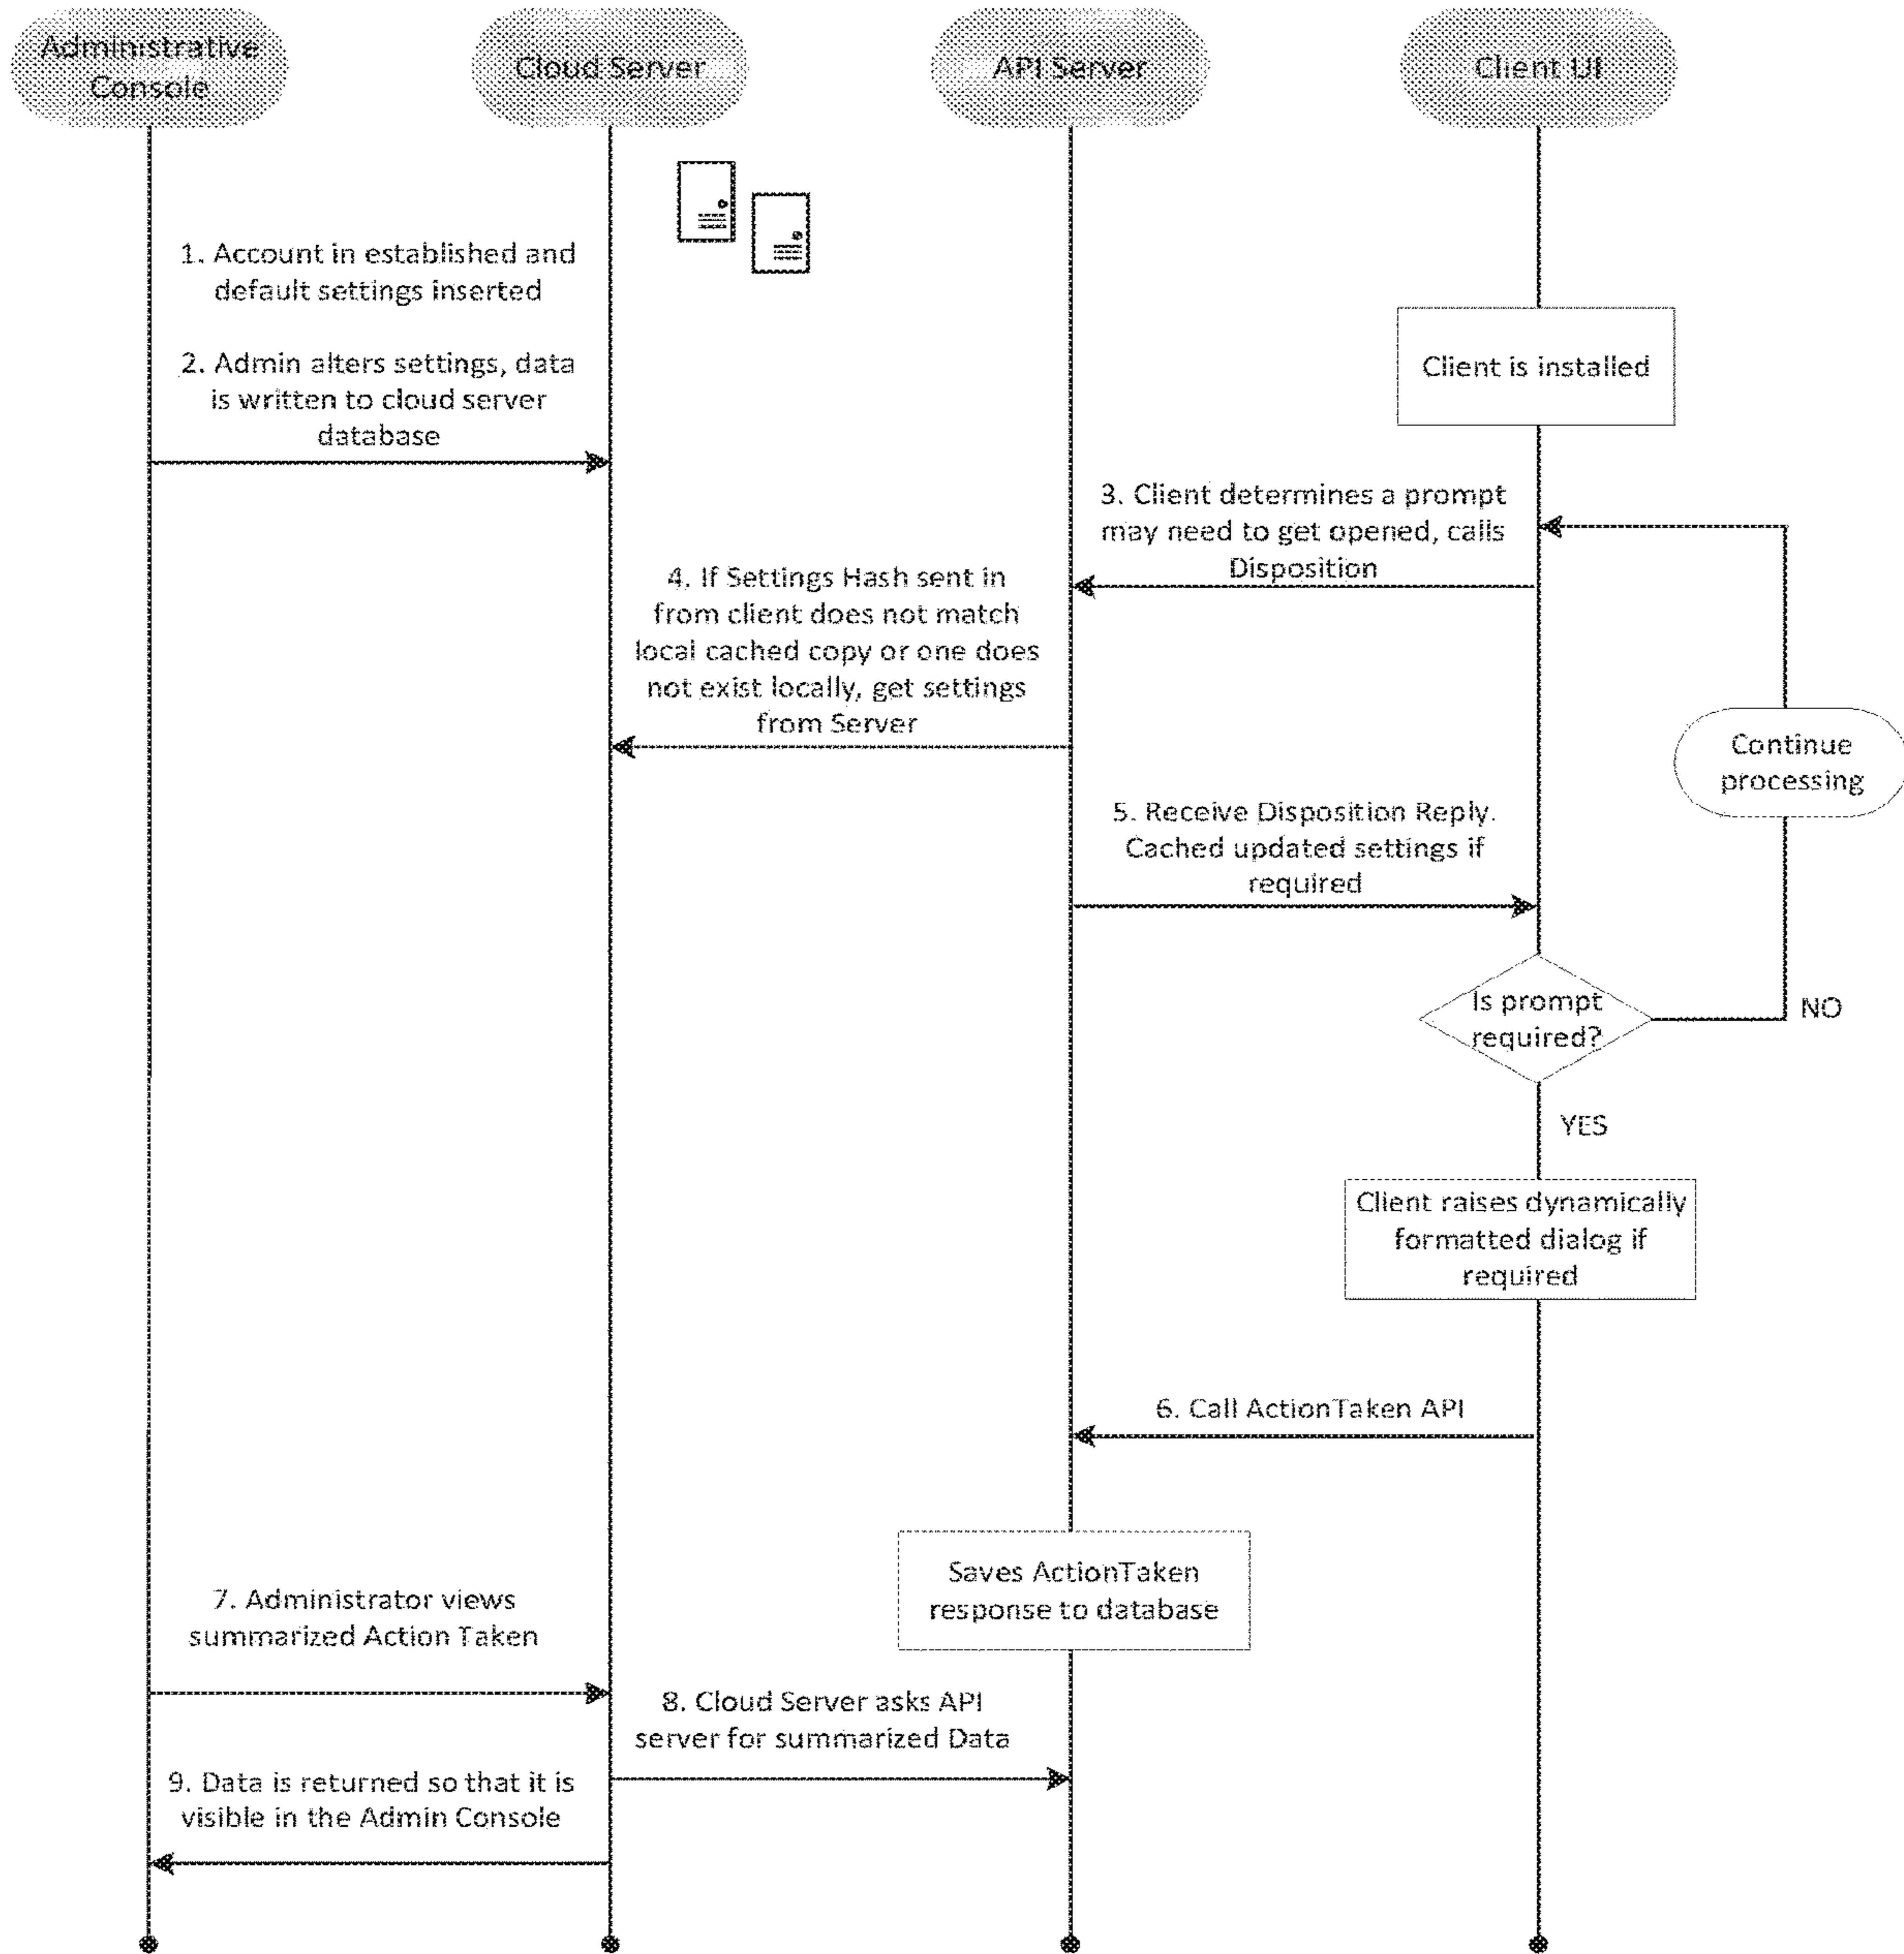 Administrative
Console
Cloud Server
API Server
Client UI
1. Account in established and
default settings inserted
2. Admin alters settings, data
is written to cloud server
database
Client is installed
3. Client determines a prompt
may need to get opened, calls
Disposition
4. If Settings Hash sent in
from client does not match
local cached copy or one does
not exist locally, get settings
from Server
Continue
processing
5. Receive Disposition Reply.
Cached updated settings if
required
Is prompt
required?
NO
YES
Client raises dynamically
formatted dialog if
required
6. Call ActionTaken API
Saves ActionTaken
response to database
7. Administrator views
summarized Action Taken
8. Cloud Server asks API
server for summarized Data
9. Data is returned so that it is
visible in the Admin Console